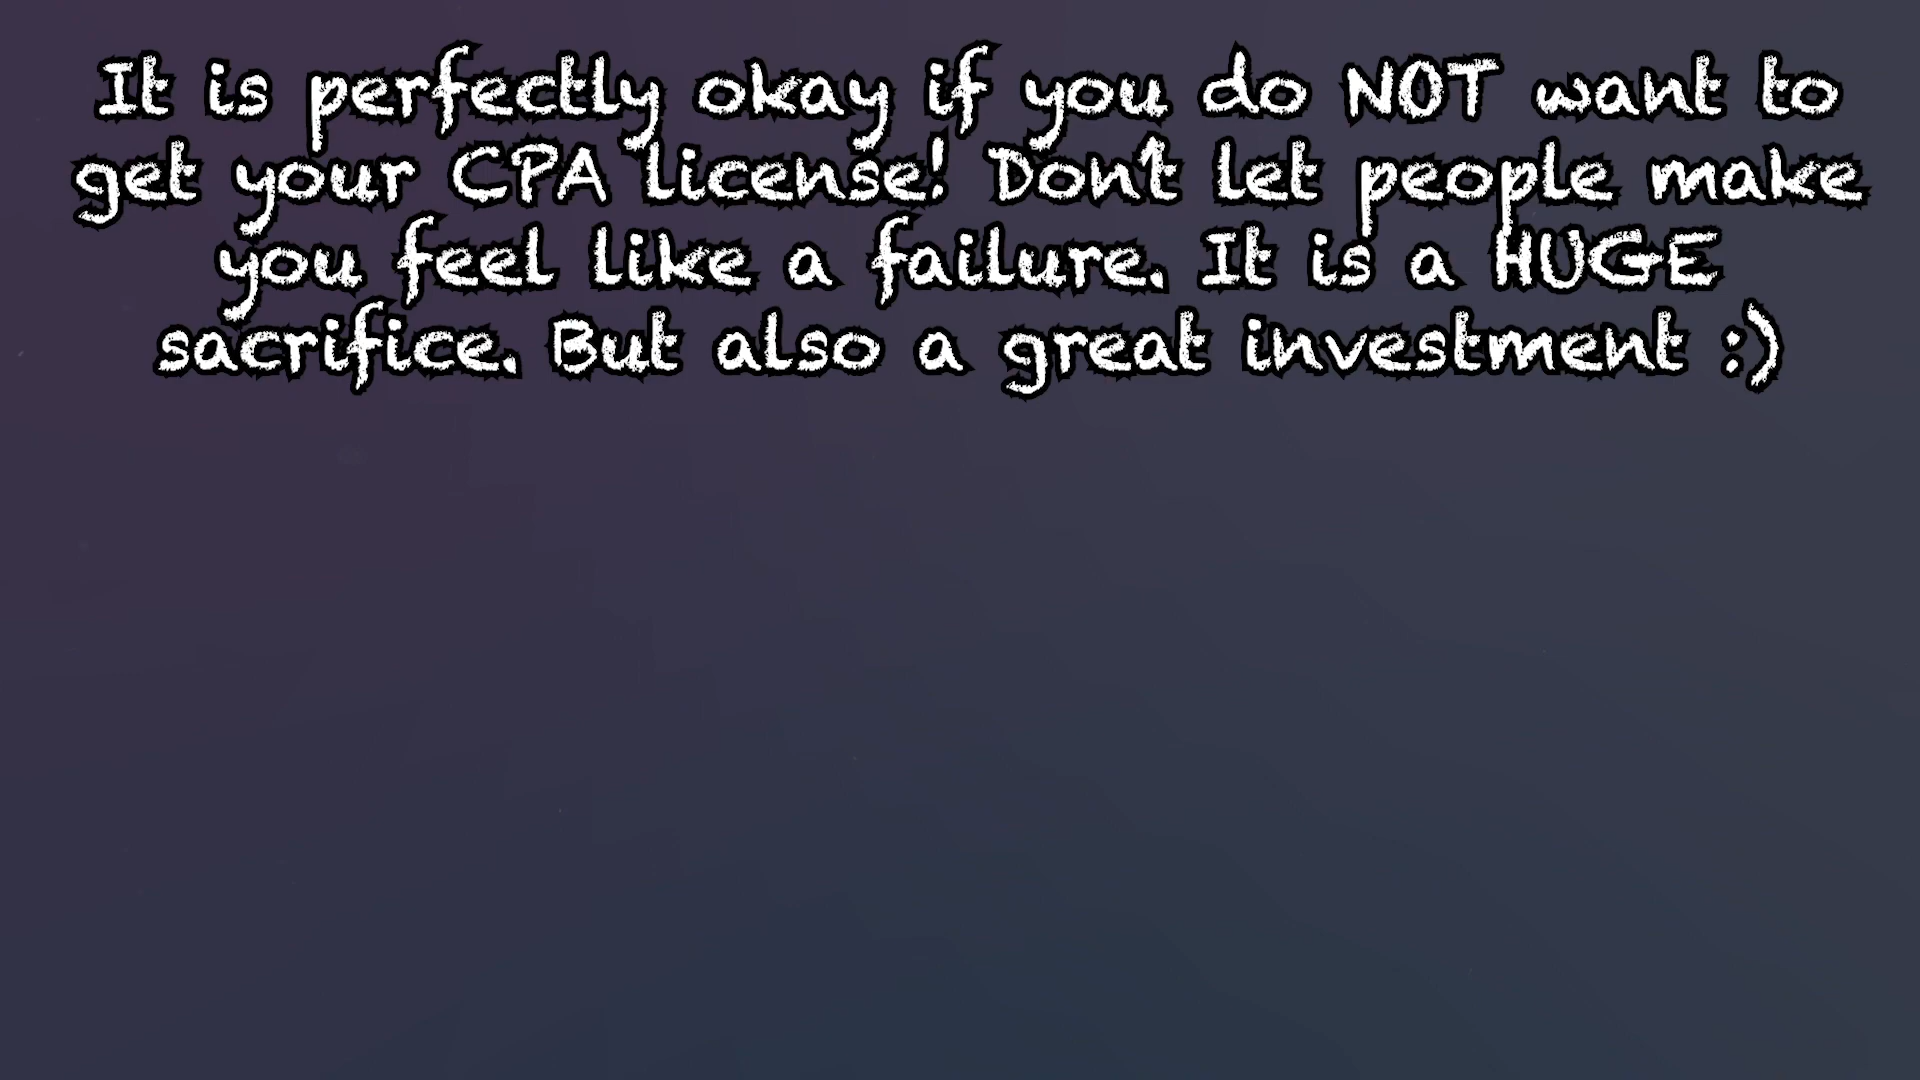 It is perfectly okay if you do NOT want to
get your CPA license! Don't let people make
you feel like a failure. It is a HUGE
sacrifice. But also a great investment :)